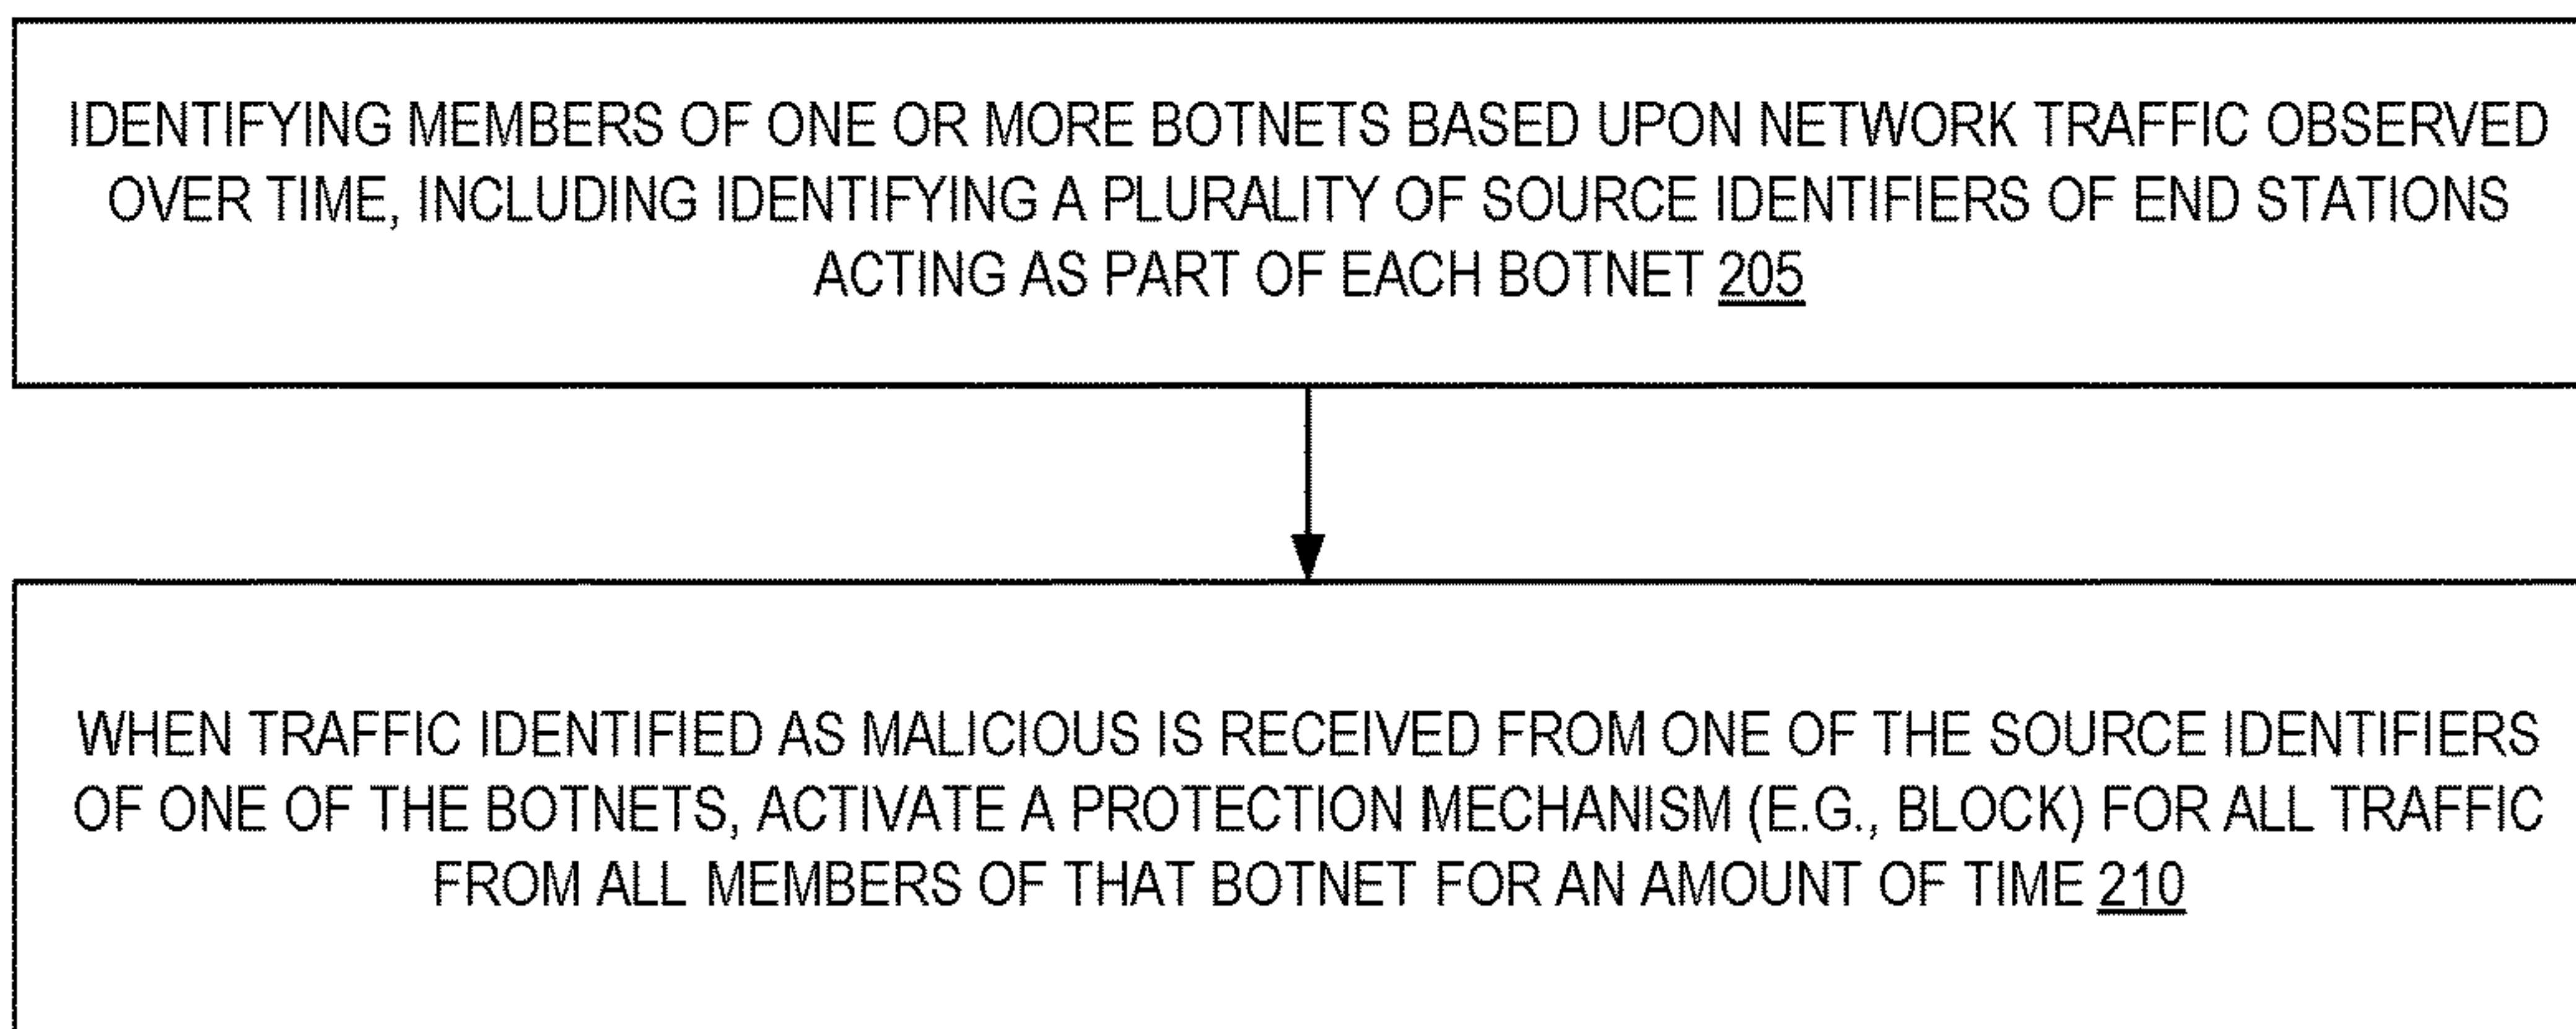 IDENTIFYING MEMBERS OF ONE OR MORE BOTNETS BASED UPON NETWORK TRAFFIC OBSERVED
OVER TIME, INCLUDING IDENTIFYING A PLURALITY OF SOURCE IDENTIFIERS OF END STATIONS
ACTING AS PART OF EACH BOTNET 205
WHEN TRAFFIC IDENTIFIED AS MALICIOUS IS RECEIVED FROM ONE OF THE SOURCE IDENTIFIERS
OF ONE OF THE BOTNETS, ACTIVATE A PROTECTION MECHANISM (E.G., BLOCK) FOR ALL TRAFFIC
FROM ALL MEMBERS OF THAT BOTNET FOR AN AMOUNT OF TIME 210